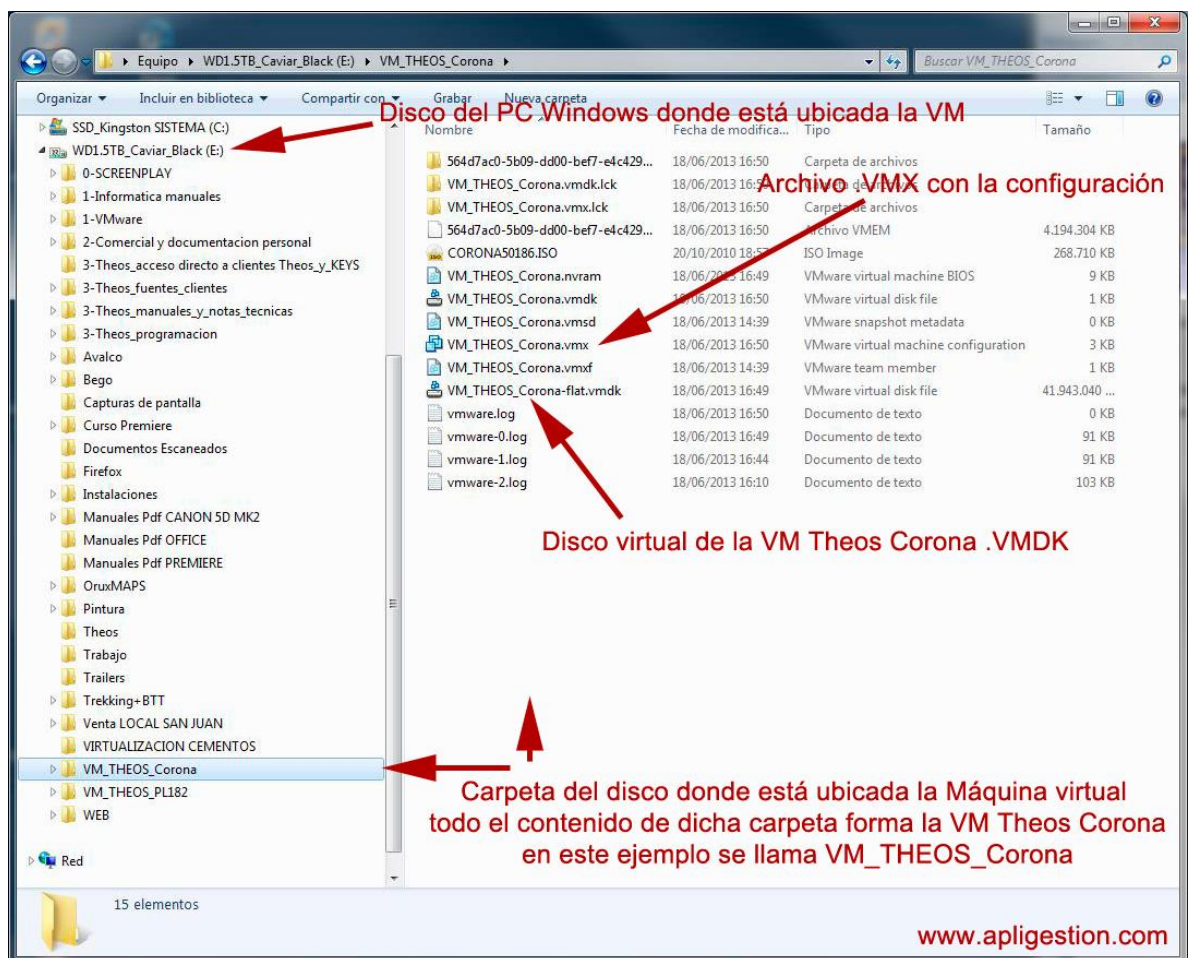 Equipo ▸ WD1.5TB_Caviar_Black (E:) ▸ VM_THEOS_Corona ▸
Buscar VM_THEOS_Corona
Organizar Incluir en biblioteca Compartir con Grabar Nueva carpeta
Disco del PC Windows donde está ubicada la VM
SSD_Kingston SISTEMA (C:)
WD1.5TB_Caviar_Black (E:)
0-SCREENPLAY
1-Informatica manuales
1-VMware
2-Comercial y documentacion personal
3-Theos_acceso directo a clientes Theos_y_KEYS
3-Theos_fuentes_clientes
3-Theos_manuales_y_notas_tecnicas
3-Theos_programacion
Avalco
Bego
Capturas de pantalla
Curso Premiere
Documentos Escaneados
Firefox
Instalaciones
Manuales Pdf CANON 5D MK2
Manuales Pdf OFFICE
Manuales Pdf PREMIERE
OruxMAPS
Pintura
Theos
Trabajo
Trailers
Trekking+BTT
Venta LOCAL SAN JUAN
VIRTUALIZACION CEMENTOS
VM_THEOS_Corona
VM_THEOS_PL182
WEB
Red
Nombre Fecha de modifica... Tipo Tamaño
564d7ac0-5b09-dd00-bef7-e4c429... 18/06/2013 16:50 Carpeta de archivos
VM_THEOS_Corona.vmdk.lck 18/06/2013 16:50 Carpeta de archivos
Archivo .VMX con la configuración
VM_THEOS_Corona.vmx.lck 18/06/2013 16:50 Carpeta de archivos
564d7ac0-5b09-dd00-bef7-e4c429... 18/06/2013 16:50 Archivo VMEM 4.194.304 KB
CORONA50186.ISO 20/10/2010 18:57 ISO Image 268.710 KB
VM_THEOS_Corona.nvram 18/06/2013 16:49 VMware virtual machine BIOS 9 KB
VM_THEOS_Corona.vmdk 18/06/2013 16:50 VMware virtual disk file 1 KB
VM_THEOS_Corona.vmsd 18/06/2013 14:39 VMware snapshot metadata 0 KB
VM_THEOS_Corona.vmx 18/06/2013 16:50 VMware virtual machine configuration 3 KB
VM_THEOS_Corona.vmxf 18/06/2013 14:39 VMware team member 1 KB
VM_THEOS_Corona-flat.vmdk 18/06/2013 16:49 VMware virtual disk file 41.943.040 ...
vmware.log 18/06/2013 16:50 Documento de texto 0 KB
vmware-0.log 18/06/2013 16:49 Documento de texto 91 KB
vmware-1.log 18/06/2013 16:44 Documento de texto 91 KB
vmware-2.log 18/06/2013 16:10 Documento de texto 103 KB
Disco virtual de la VM Theos Corona .VMDK
Carpeta del disco donde está ubicada la Máquina virtual
todo el contenido de dicha carpeta forma la VM Theos Corona
en este ejemplo se llama VM_THEOS_Corona
15 elementos
www.apligestion.com